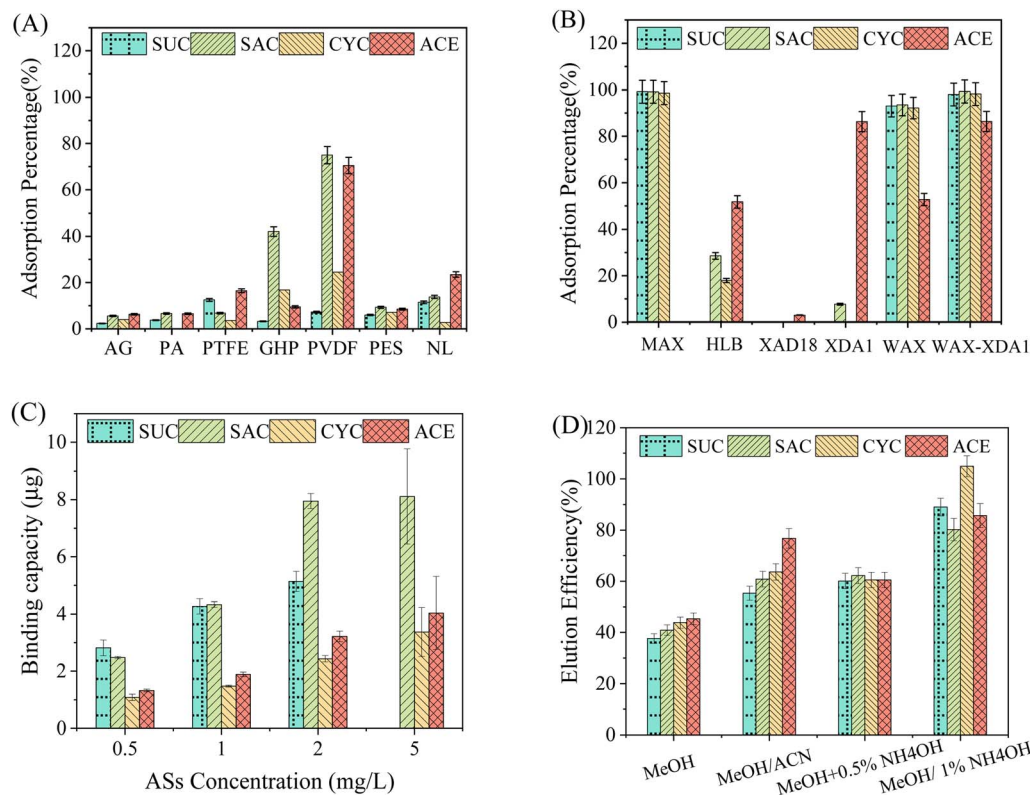 (A)
SUC SAC CYC ACE
120
100
80
60
40
20
0
Adsorption Percentage(%)
AG PA PTFE GHP PVDF PES NL
(B)
SUC SAC CYC ACE
120
100
80
60
40
20
0
Adsorption Percentage(%)
MAX HLB XAD18 XDA1 WAX WAX-XDA1
(C)
SUC SAC CYC ACE
10
8
6
4
2
0
Binding capacity (μg)
0.5 1 2 5
ASs Concentration (mg/L)
(D)
SUC SAC CYC ACE
120
100
80
60
40
20
0
Elution Efficiency(%)
MeOH MeOH/ACN MeOH+0.5% NH4OH MeOH/ 1% NH4OH